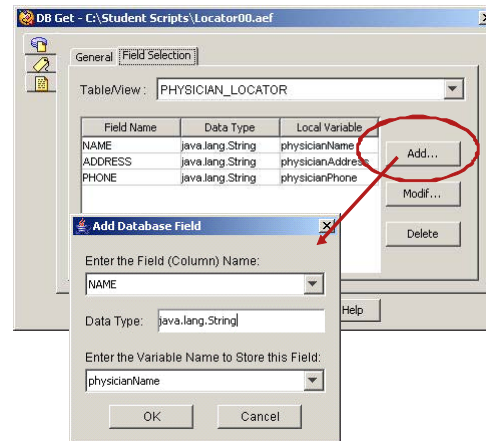 DB Get - C:\Student Scripts\Locator00.aef
General Field Selection
Table/View : PHYSICIAN_LOCATOR
Field Name Data Type Local Variable
NAME java.lang.String physicianName
ADDRESS java.lang.String physicianAddress
PHONE java.lang.String physicianPhone
Add...
Modif...
Delete
Help
Add Database Field
Enter the Field (Column) Name:
NAME
Data Type: java.lang.String
Enter the Variable Name to Store this Field:
physicianName
OK Cancel